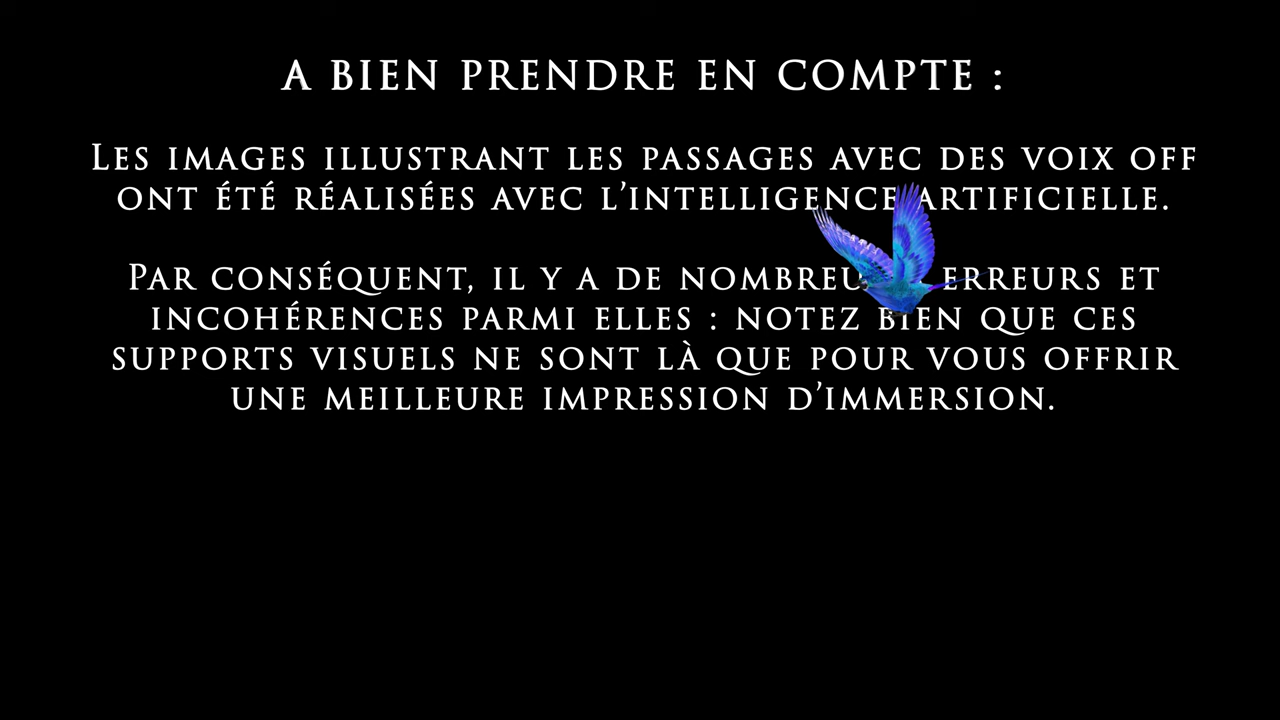 A BIEN PRENDRE EN COMPTE :
LES IMAGES ILLUSTRANT LES PASSAGES AVEC DES VOIX OFF
ONT ÉTÉ RÉALISÉES AVEC L’INTELLIGENCE ARTIFICIELLE.
PAR CONSÉQUENT, IL Y A DE ERREURS ET
INCOHÉRENCES PARMI ELLES : NOTEZ BIEN QUE CES
SUPPORTS VISUELS NE SONT LÀ QUE POUR VOUS OFFRIR
UNE MEILLEURE IMPRESSION D’IMMERSION.